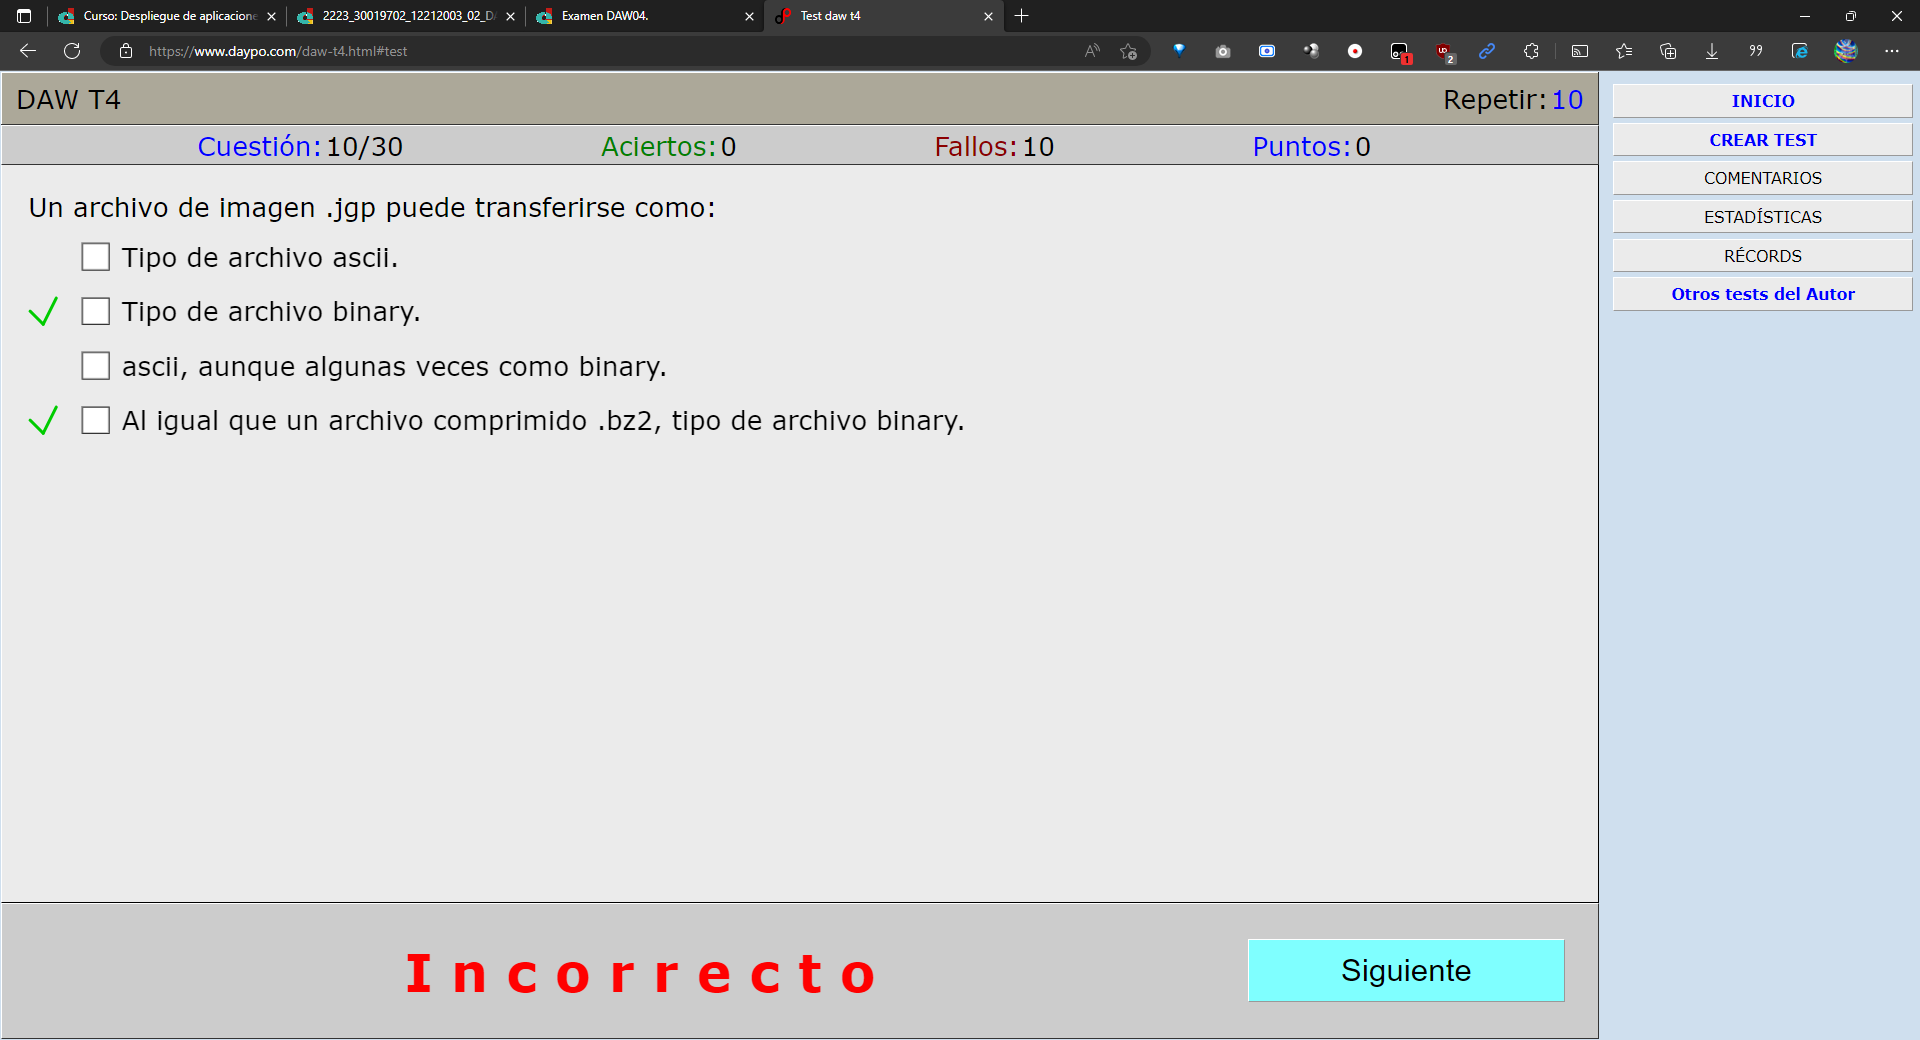 Curso: Despliegue de aplicacione
2223_30019702_12212003_02_D
Examen DAW04.
Test daw t4
https://www.daypo.com/daw-t4.html#test
1
2
DAW T4
Repetir: 10
Cuestión: 10/30
Aciertos: 0
Fallos: 10
Puntos: 0
Un archivo de imagen .jgp puede transferirse como:
Tipo de archivo ascii.
Tipo de archivo binary.
ascii, aunque algunas veces como binary.
Al igual que un archivo comprimido .bz2, tipo de archivo binary.
Incorrecto
Siguiente
INICIO
CREAR TEST
COMENTARIOS
ESTADÍSTICAS
RÉCORDS
Otros tests del Autor